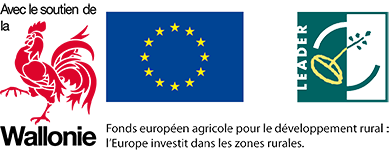 Avec le soutien de
la
Wallonie
LEADER
Fonds européen agricole pour le développement rural :
l'Europe investit dans les zones rurales.